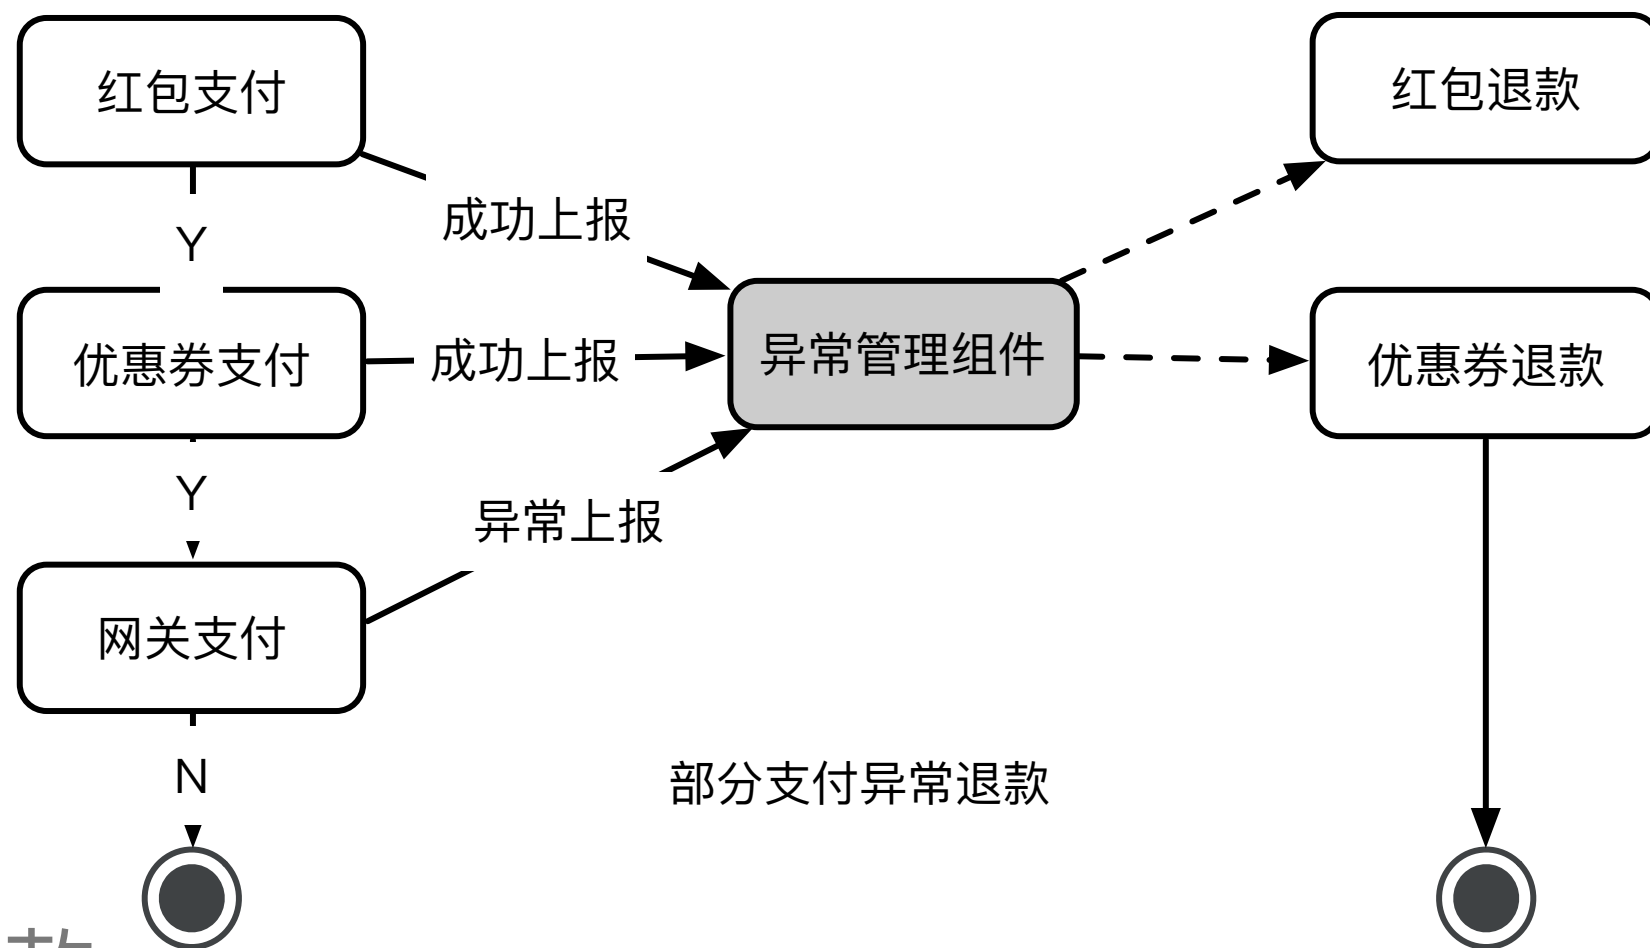 红包支付
红包退款
成功上报
Y
异常管理组件
优惠券支付
成功上报
优惠券退款
Y
异常上报
网关支付
N
部分支付异常退款